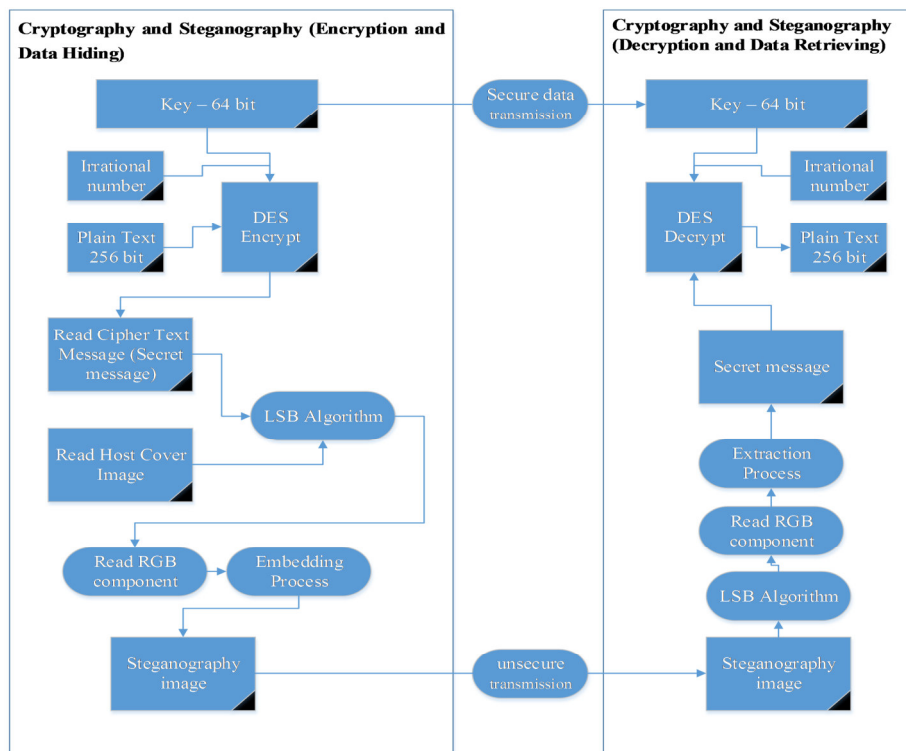 Cryptography and Steganography (Encryption and
Data Hiding)
Key – 64 bit
Irrational
number
Plain Text
256 bit
DES
Encrypt
Read Cipher Text
Message (Secret
message)
LSB Algorithm
Read Host Cover
Image
Read RGB
component
Embedding
Process
Steganography
image
Secure data
transmission
unsecure
transmission
Cryptography and Steganography
(Decryption and Data Retrieving)
Key – 64 bit
Irrational
number
DES
Decrypt
Plain Text
256 bit
Secret message
Extraction
Process
Read RGB
component
LSB Algorithm
Steganography
image